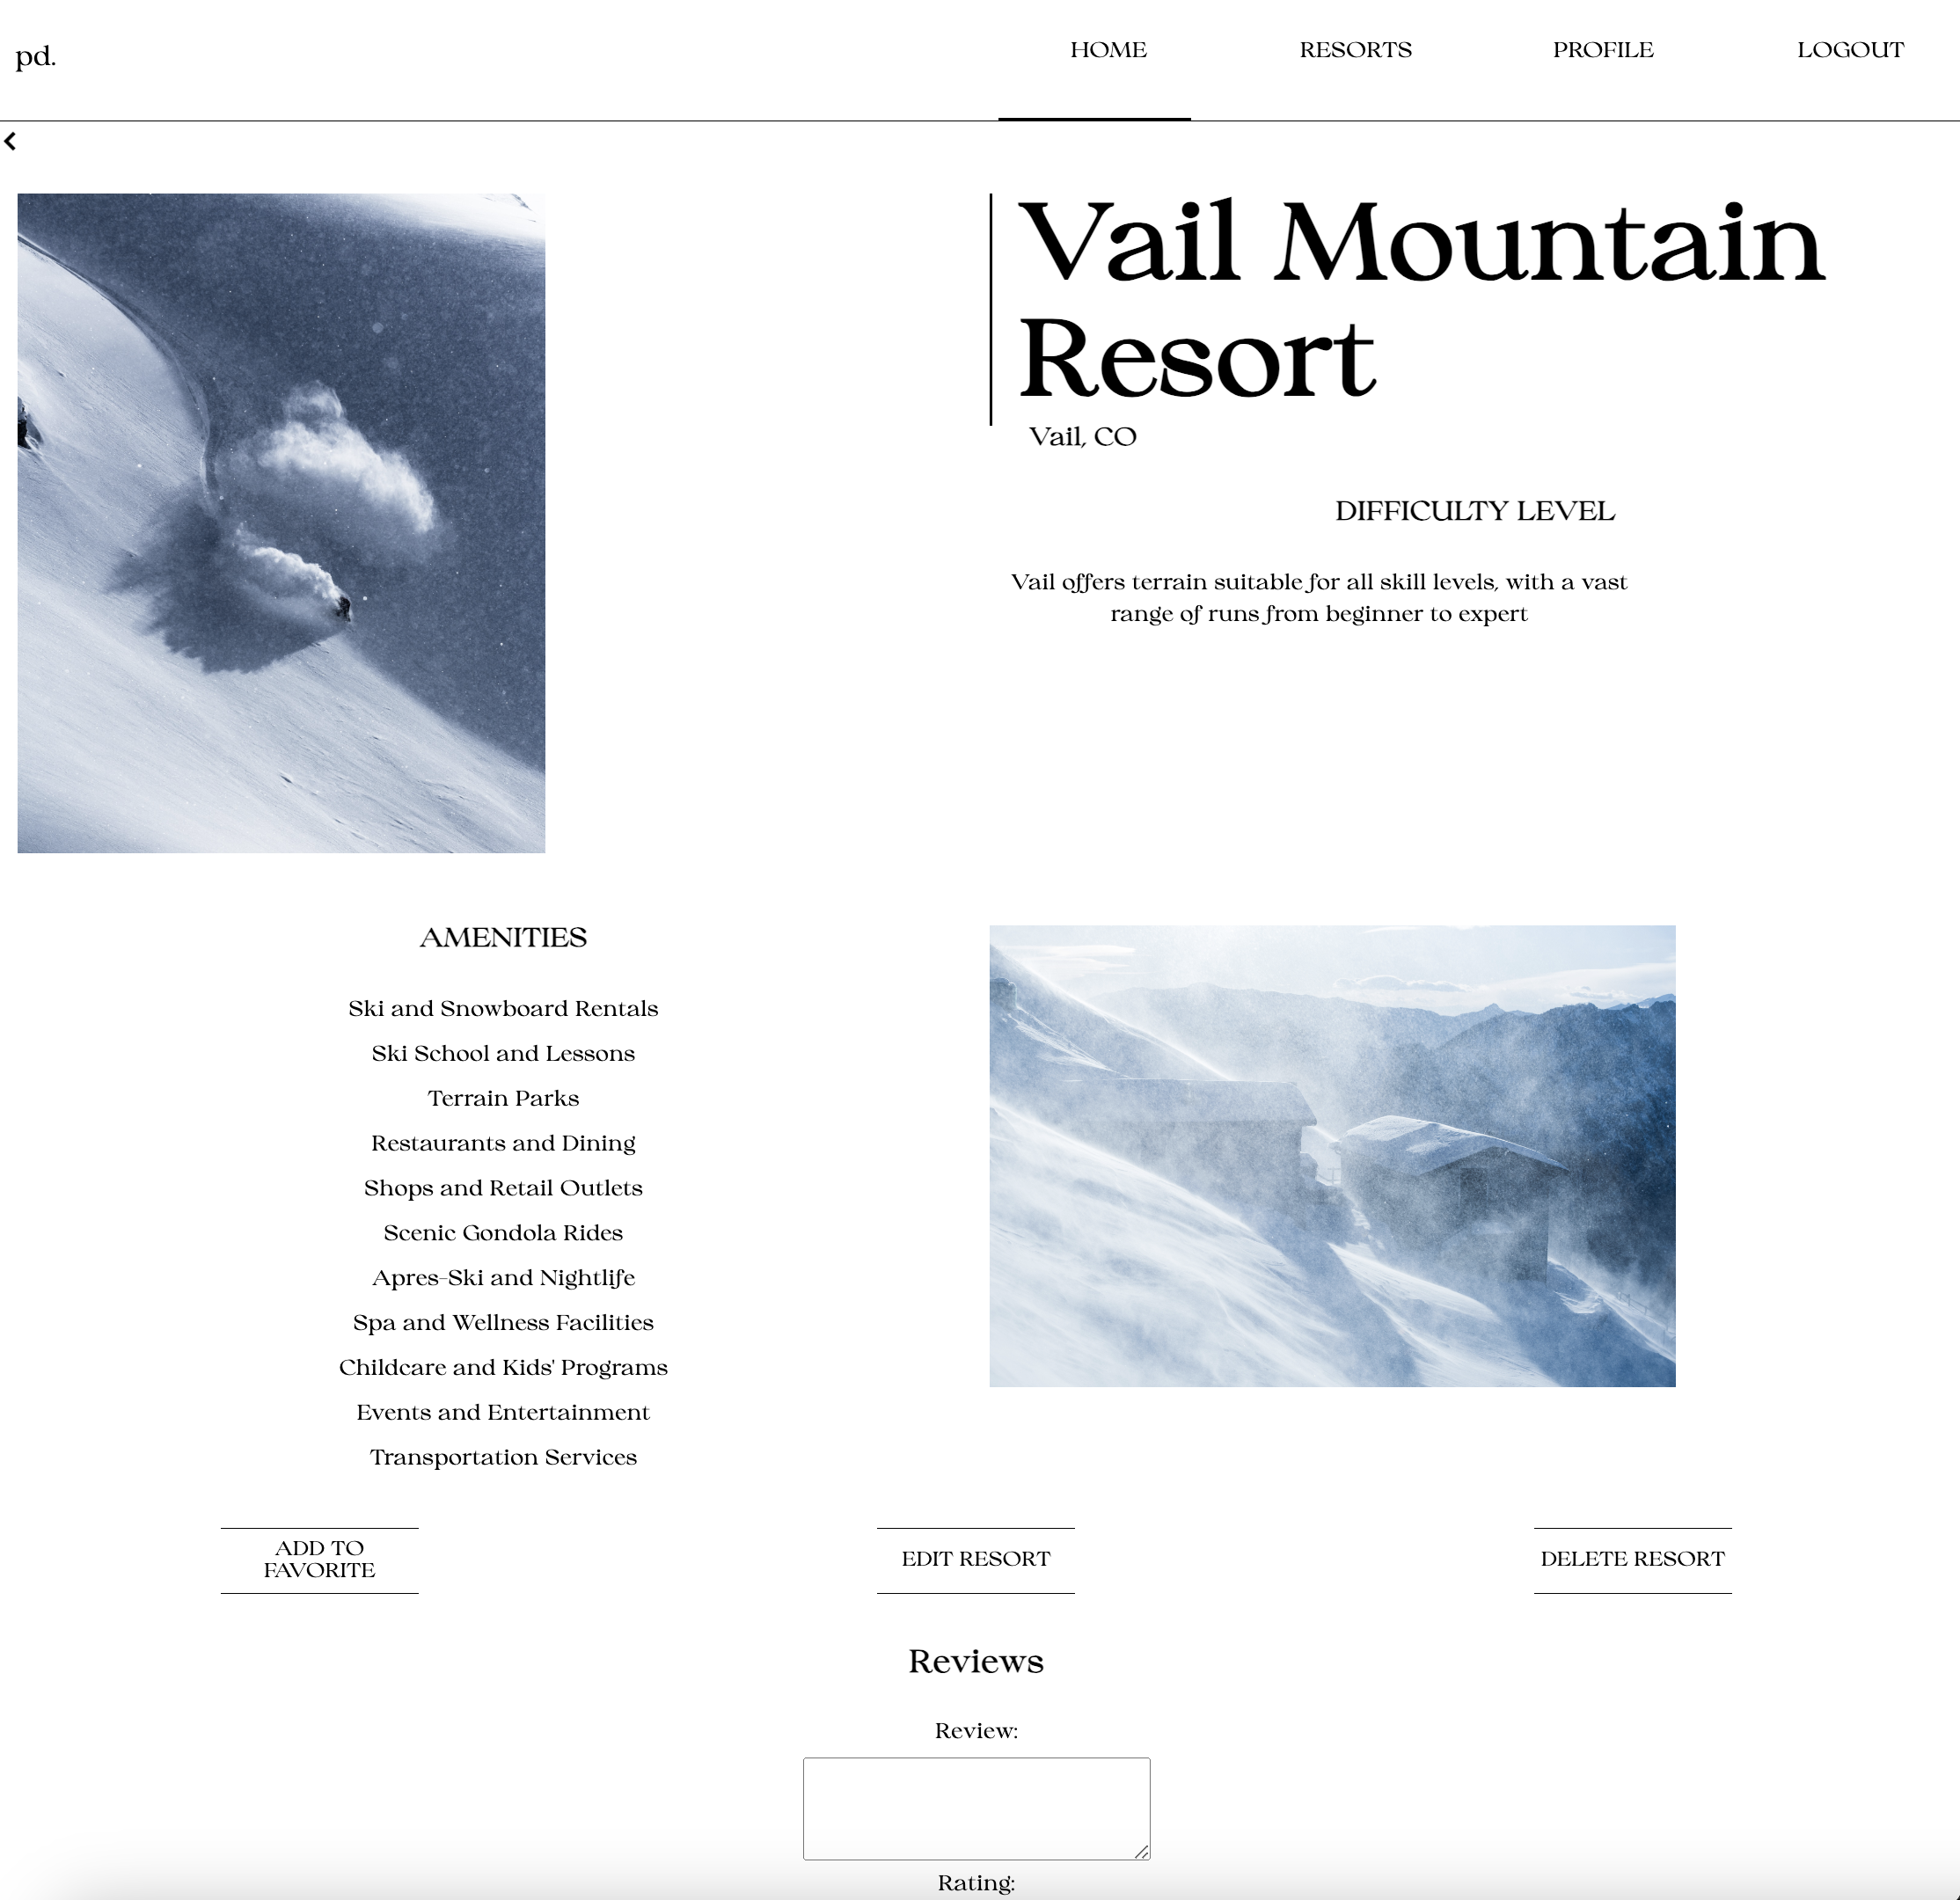 pd.
HOME
RESORTS
PROFILE
LOGOUT
Vail Mountain
Resort
Vail, CO
DIFFICULTY LEVEL
Vail offers terrain suitable for all skill levels, with a vast
range of runs from beginner to expert
AMENITIES
Ski and Snowboard Rentals
Ski School and Lessons
Terrain Parks
Restaurants and Dining
Shops and Retail Outlets
Scenic Gondola Rides
Apres-Ski and Nightlife
Spa and Wellness Facilities
Childcare and Kids' Programs
Events and Entertainment
Transportation Services
ADD TO
FAVORITE
EDIT RESORT
DELETE RESORT
Reviews
Review:
Rating: